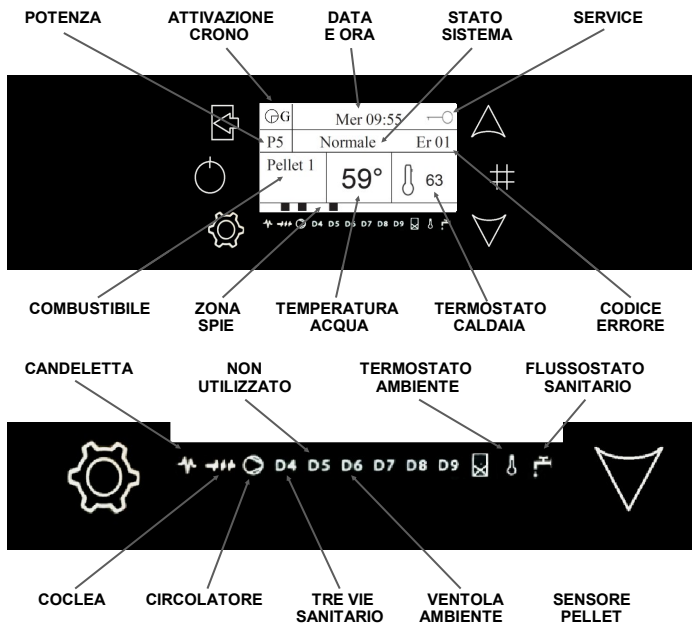 POTENZA
ATTIVAZIONE
CRONO
DATA
E ORA
STATO
SISTEMA
SERVICE
G
Mer 09:55
P5
Normale
Er 01
Pellet 1
59°
63
D4 D5 D6 D7 D8 D9
COMBUSTIBILE
ZONA
SPIE
TEMPERATURA
ACQUA
TERMOSTATO
CALDAIA
CODICE
ERRORE
CANDELETTA
NON
UTILIZZATO
TERMOSTATO
AMBIENTE
FLUSSOSTATO
SANITARIO
D4 D5 D6 D7 D8 D9
COCLEA
CIRCOLATORE
TRE VIE
SANITARIO
VENTOLA
AMBIENTE
SENSORE
PELLET